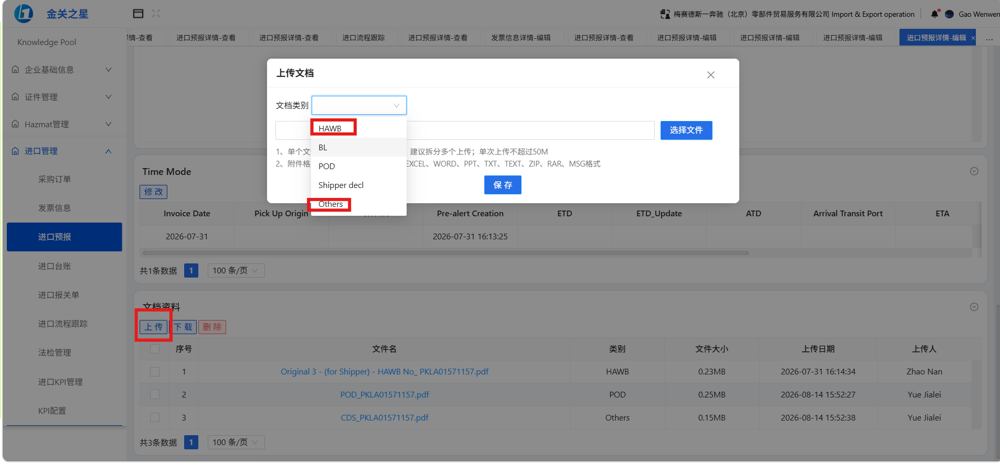 金关之星
梅赛德斯一奔驰（北京）零部件贸易服务有限公司 Import & Export operation
Gao Wenwen
Knowledge Pool
企业基础信息
证件管理
Hazmat管理
进口管理
采购订单
发票信息
进口预报
进口台账
进口报关单
进口流程跟踪
法检管理
进口KPI管理
KPI配置
情-查看 进口预报详情-查看 进口预报详情-查看 进口流程跟踪 进口预报详情-查看 发票信息详情-编辑 进口预报详情-查看 进口预报详情-编辑 进口预报详情-编辑 进口预报详情-编辑 进口预报详情-编辑 × ...
上传文档
文档类别
HAWB
BL
POD
Shipper decl
Others
选择文件
1、单个文 建议拆分多个上传；单次上传不超过50M
2、附件格 EXCEL、WORD、PPT、TXT、TEXT、ZIP、RAR、MSG格式
保 存
Time Mode
修 改
Invoice Date Pick Up Origin Pre-alert Creation ETD ETD_Update ATD Arrival Transit Port ETA
2026-07-31 2026-07-31 16:13:25
共1条数据 1 100 条/页
文档资料
上 传 下 载 删 除
序号 文件名 类别 文件大小 上传日期 上传人
1 Original 3 - (for Shipper) - HAWB No_ PKLA01571157.pdf HAWB 0.23MB 2026-07-31 16:14:34 Zhao Nan
2 POD_PKLA01571157.pdf POD 0.25MB 2026-08-14 15:52:27 Yue Jialei
3 CDS_PKLA01571157.pdf Others 0.15MB 2026-08-14 15:52:38 Yue Jialei
共3条数据 1 100 条/页